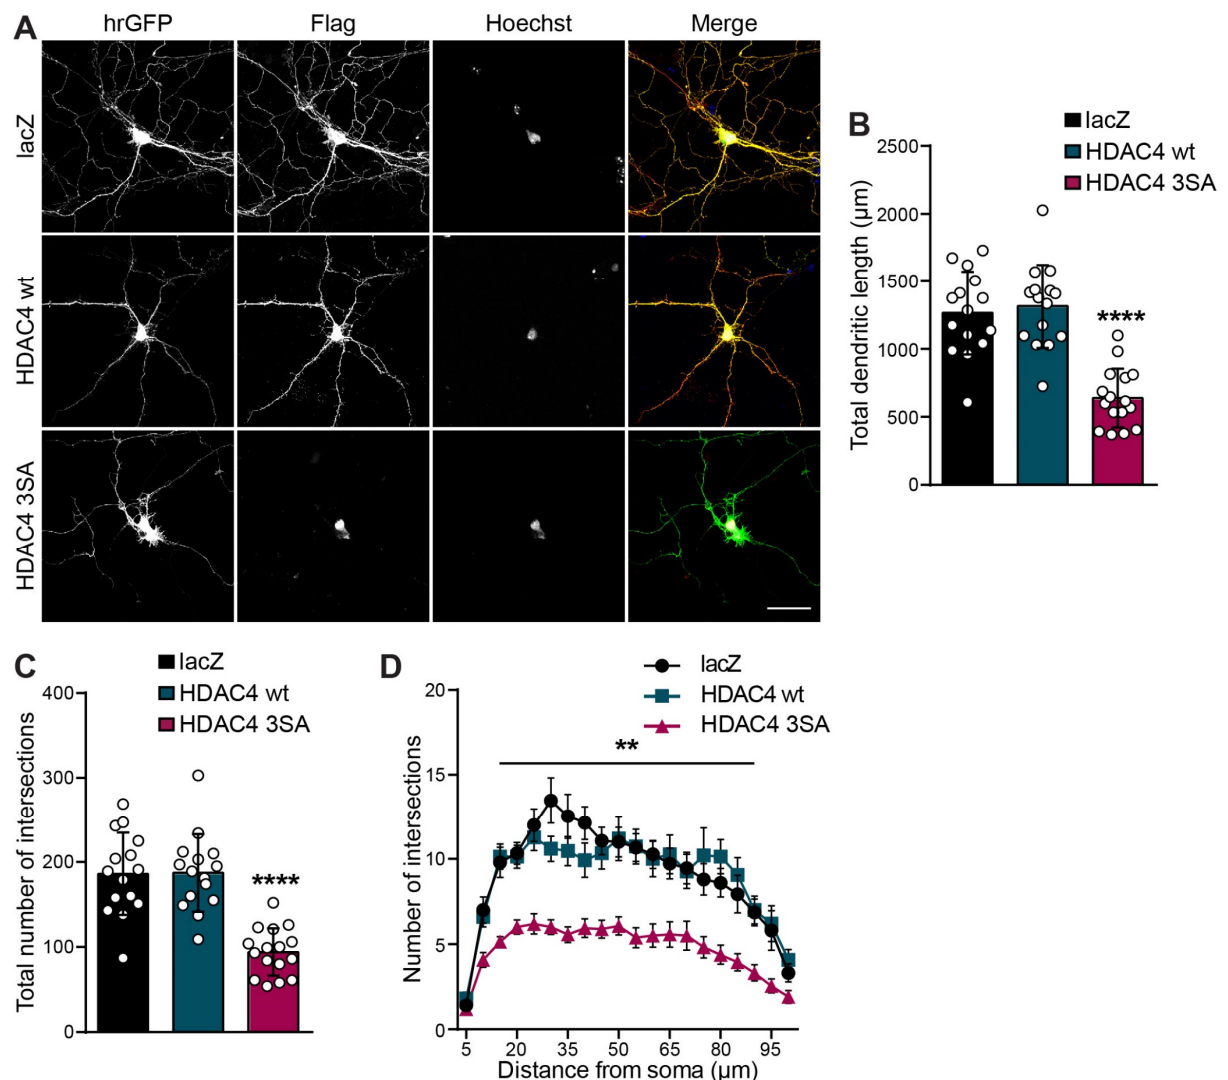 A
hrGFP Flag Hoechst Merge
lacZ
HDAC4 wt
HDAC4 3SA
B
lacZ
HDAC4 wt
HDAC4 3SA
Total dendritic length (µm)
2500
2000
1500
1000
500
0
****
C
lacZ
HDAC4 wt
HDAC4 3SA
Total number of intersections
400
300
200
100
0
****
D
lacZ
HDAC4 wt
HDAC4 3SA
Number of intersections
20
15
10
5
0
**
5 20 35 50 65 80 95
Distance from soma (µm)